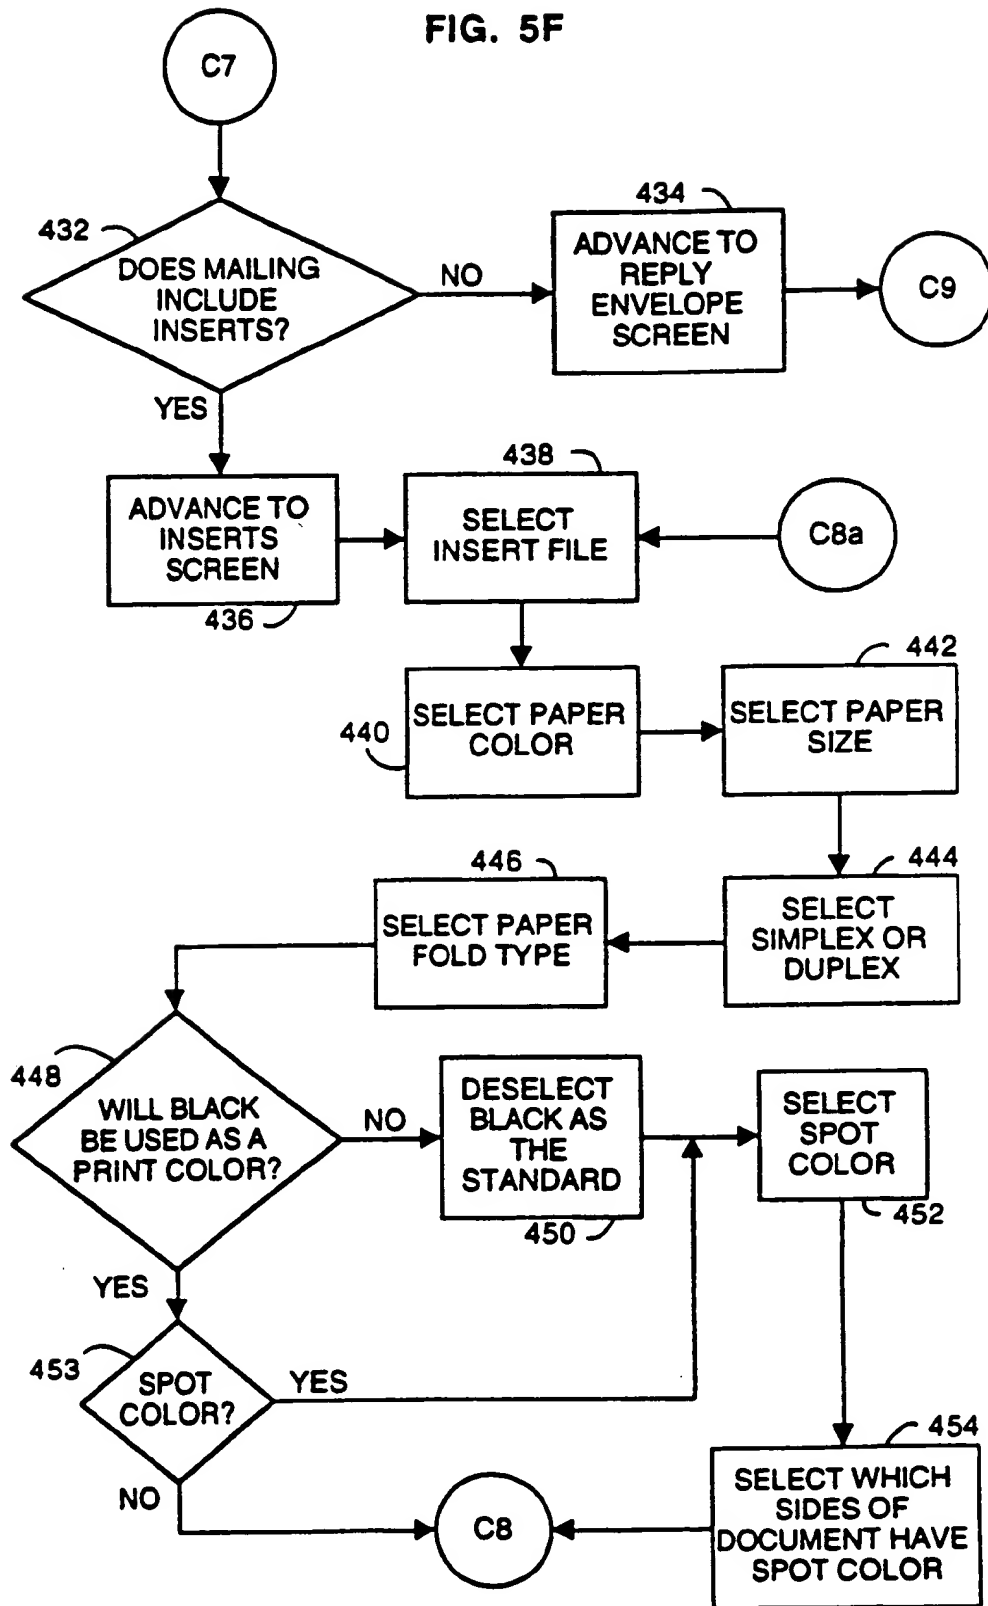 FIG. 5F
C7
432
DOES MAILING
INCLUDE
INSERTS?
NO
434
ADVANCE TO
REPLY
ENVELOPE
SCREEN
C9
YES
ADVANCE TO
INSERTS
SCREEN
436
438
SELECT
INSERT FILE
C8a
440
SELECT PAPER
COLOR
442
SELECT PAPER
SIZE
444
SELECT
SIMPLEX OR
DUPLEX
446
SELECT PAPER
FOLD TYPE
448
WILL BLACK
BE USED AS A
PRINT COLOR?
NO
DESELECT
BLACK AS
THE
STANDARD
450
SELECT
SPOT
COLOR
452
YES
453
SPOT
COLOR?
YES
NO
C8
454
SELECT WHICH
SIDES OF
DOCUMENT HAVE
SPOT COLOR